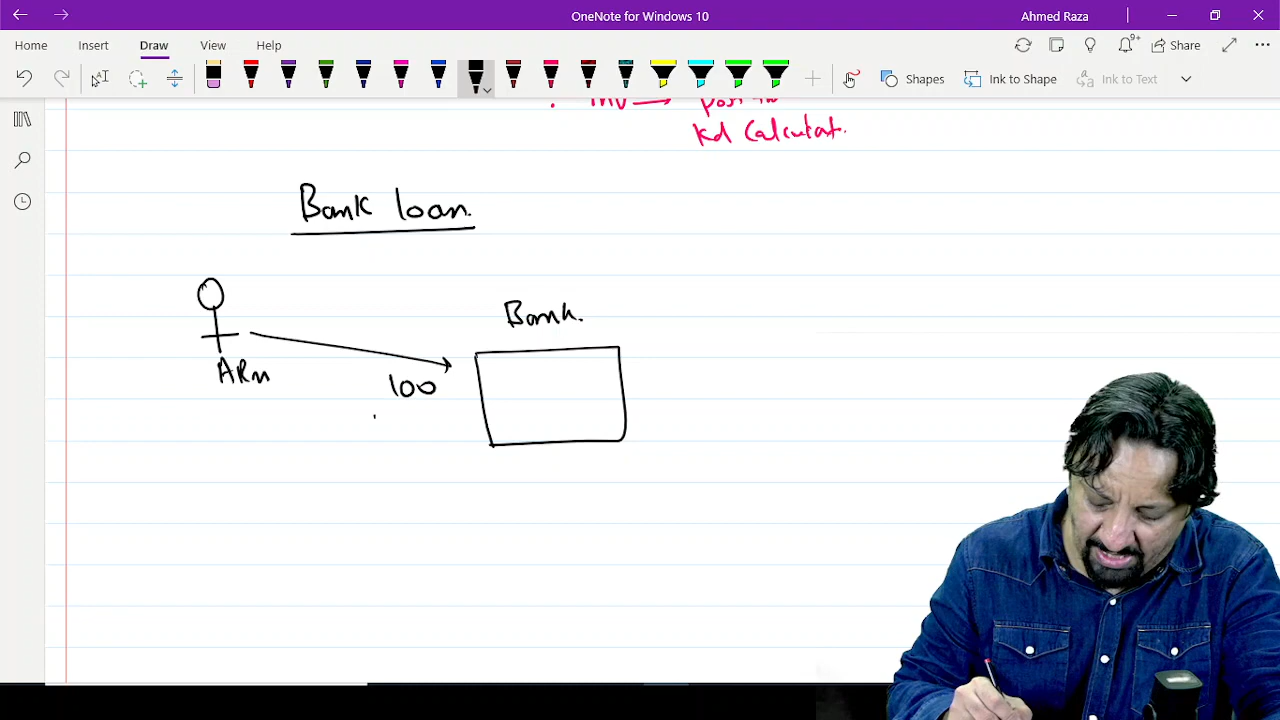 OneNote for Windows 10
Ahmed Raza
Home Insert Draw View Help
Share
Shapes
Ink to Shape
Ink to Text
Kd Calculat.
Bank loan.
Bank.
100